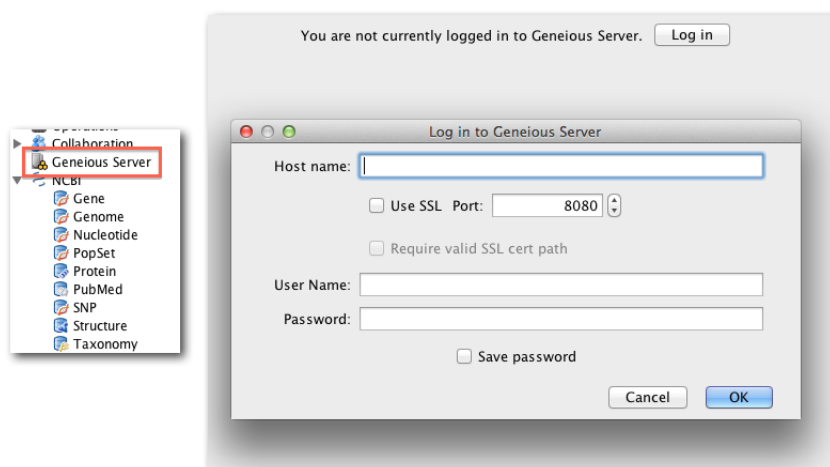 You are not currently logged in to Geneious Server. Log in
Collaboration
Geneious Server
NCBI
Gene
Genome
Nucleotide
PopSet
Protein
PubMed
SNP
Structure
Taxonomy
Log in to Geneious Server
Host name:
Use SSL Port: 8080
Require valid SSL cert path
User Name:
Password:
Save password
Cancel OK